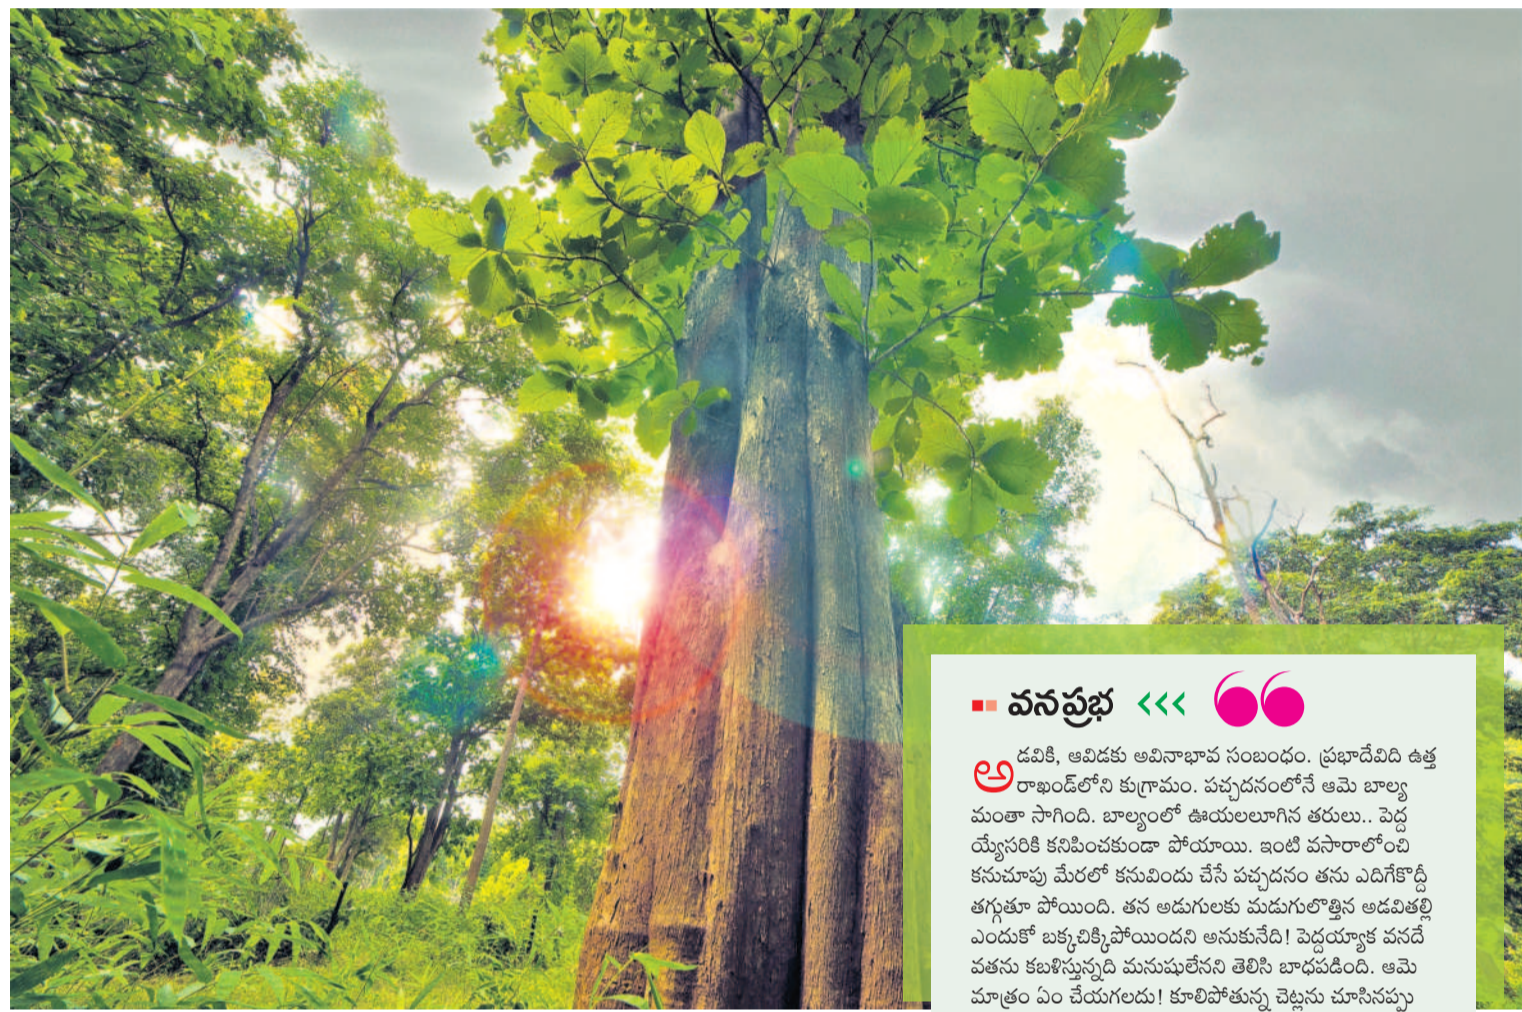 వనప్రభ
అడవికి, ఆవిడకు అవినాభావ సంబంధం. ప్రభాదేవిది ఉత్త
రాఖండ్‌లోని కుగ్రామం. పచ్చదనంలోనే ఆమె బాల్య
మంతా సాగింది. బాల్యంలో ఊయలలూగిన తరులు.. పెద్ద
య్యేసరికి కనిపించకుండా పోయాయి. ఇంటి వసారాలోంచి
కనుచూపు మేరలో కనువిందు చేసే పచ్చదనం తను ఎదిగేకొద్దీ
తగ్గుతూ పోయింది. తన అడుగులకు మడుగులొత్తిన అడవితల్లి
ఎందుకో బక్కచిక్కిపోయిందని అనుకునేది! పెద్దయ్యాక వనదే
వతను కబళిస్తున్నది మనుషులేనని తెలిసి బాధపడింది. ఆమె
మాత్రం ఏం చేయగలదు! కూలిపోతున్న చెట్లను చూసినప్పు